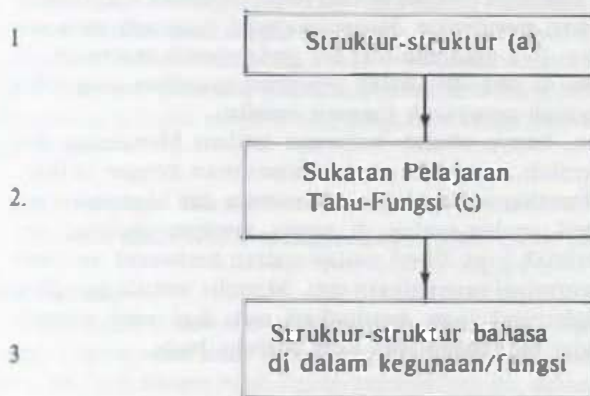 1
Struktur-struktur (a)
2.
Sukatan Pelajaran
Tahu-Fungsi (c)
3
Struktur-struktur bahasa
di dalam kegunaan/fungsi